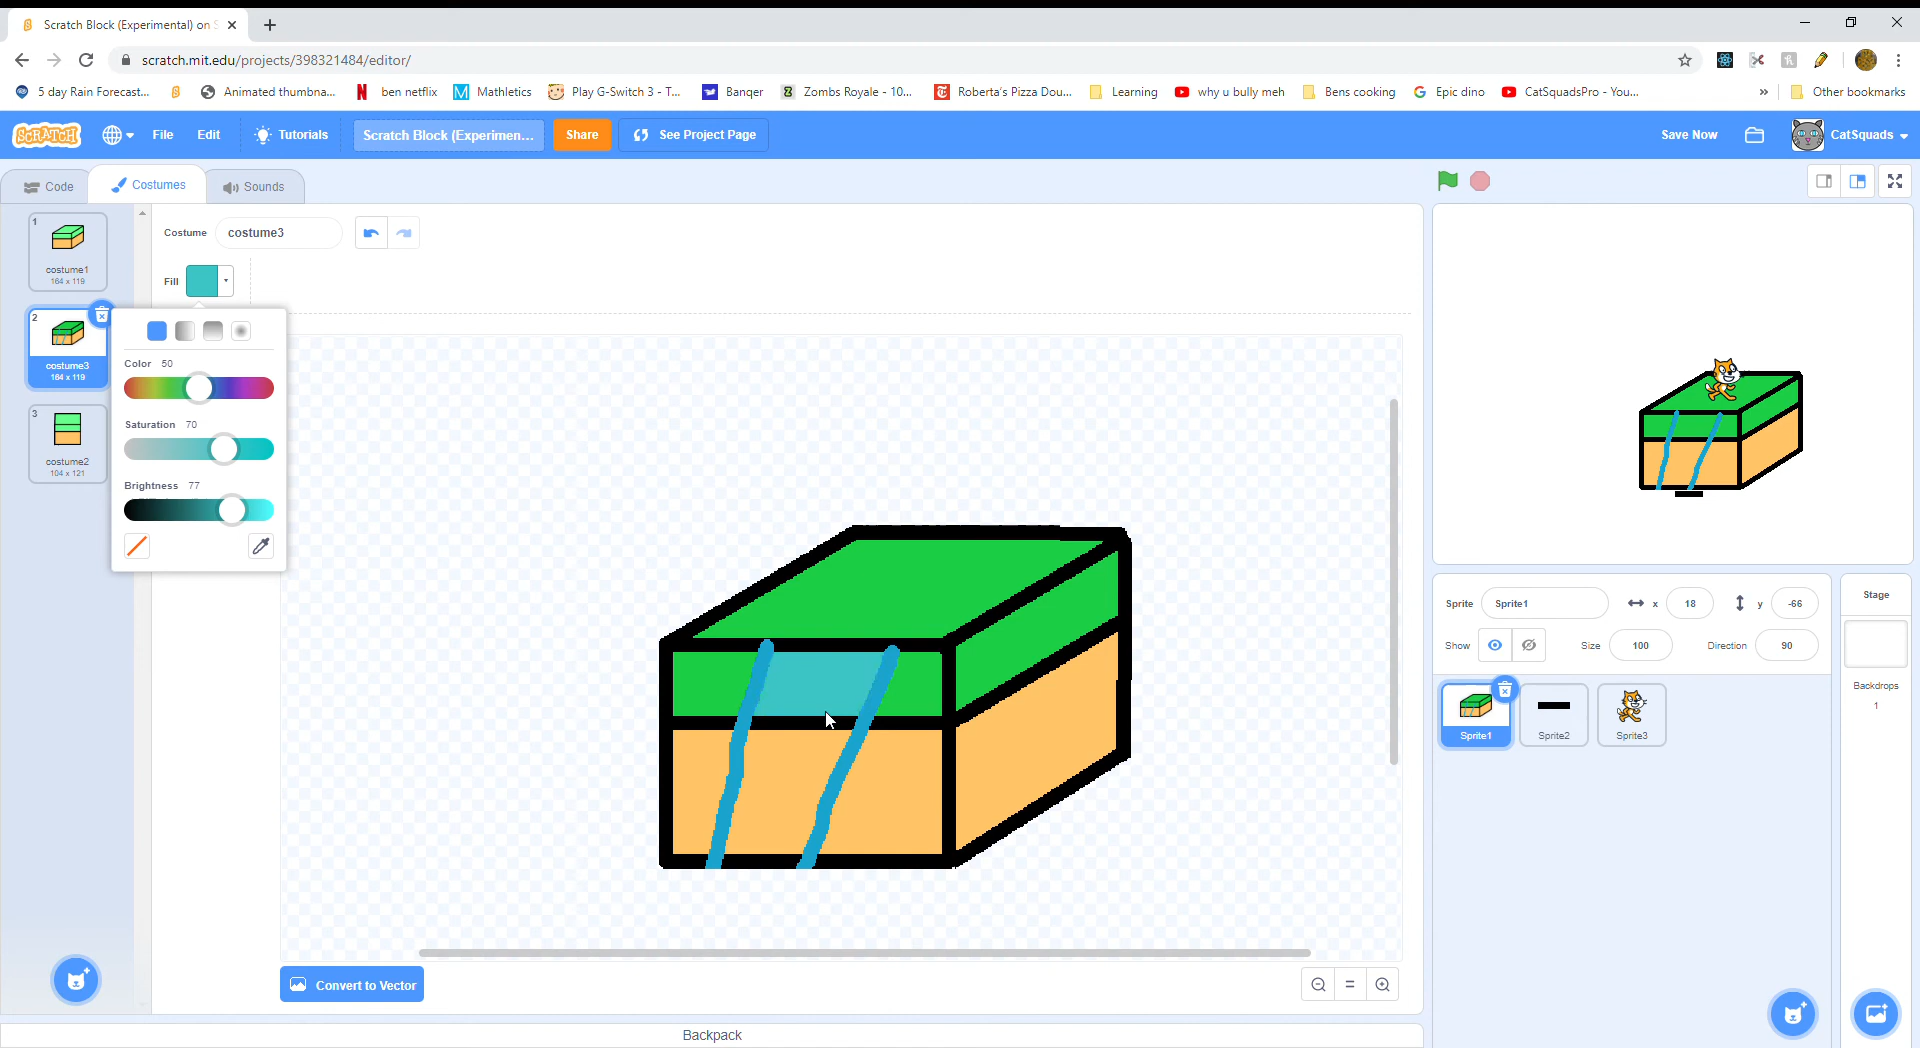 Scratch Block (Experimental) on S
scratch.mit.edu/projects/398321484/editor/
5 day Rain Forecast... Animated thumbna... ben netflix Mathletics Play G-Switch 3 - T... Banqer Zombs Royale - 10... Roberta's Pizza Dou... Learning why u bully meh Bens cooking Epic dino CatSquadsPro - You... » Other bookmarks
SCRATCH File Edit Tutorials Scratch Block (Experimen... Share See Project Page Save Now CatSquads
Code Costumes Sounds
Costume costume3
Fill
1
costume1
164 x 119
2
costume3
164 x 119
3
costume2
104 x 121
Color 50
Saturation 70
Brightness 77
Convert to Vector
Backpack
Sprite Sprite1 x 18 y -66
Show Size 100 Direction 90
Sprite1 Sprite2 Sprite3
Stage
Backdrops
1